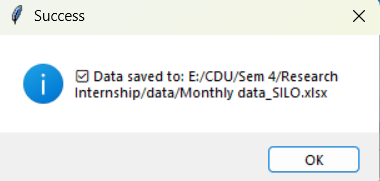 Success
☑ Data saved to: E:/CDU/Sem 4/Research
Internship/data/Monthly data_SILO.xlsx
OK